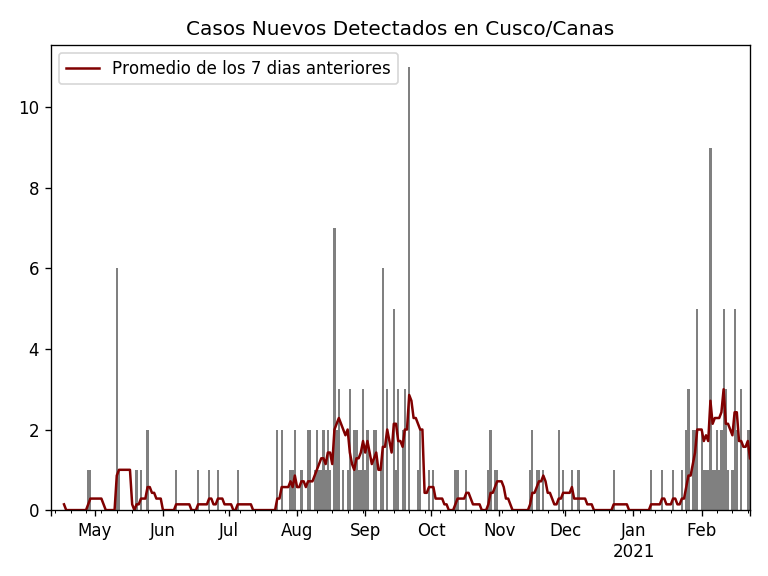 Casos Nuevos Detectados en Cusco/Canas
Promedio de los 7 dias anteriores
10
8
6
4
2
0
May Jun Jul Aug Sep Oct Nov Dec Jan Feb
2021